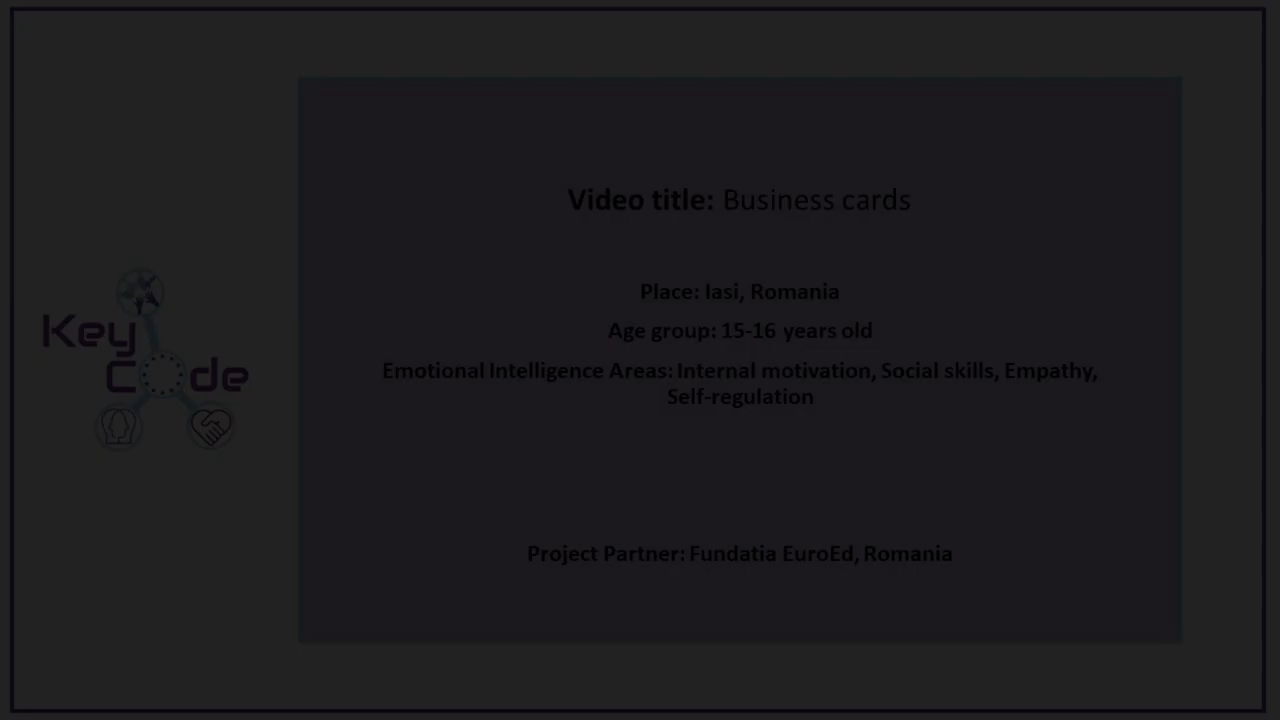 Video title: Business cards
Place: Iasi, Romania
Age group: 15-16 years old
Emotional Intelligence Areas: Internal motivation, Social skills, Empathy,
Self-regulation
Key
Code
Project Partner: Fundatia EuroEd, Romania